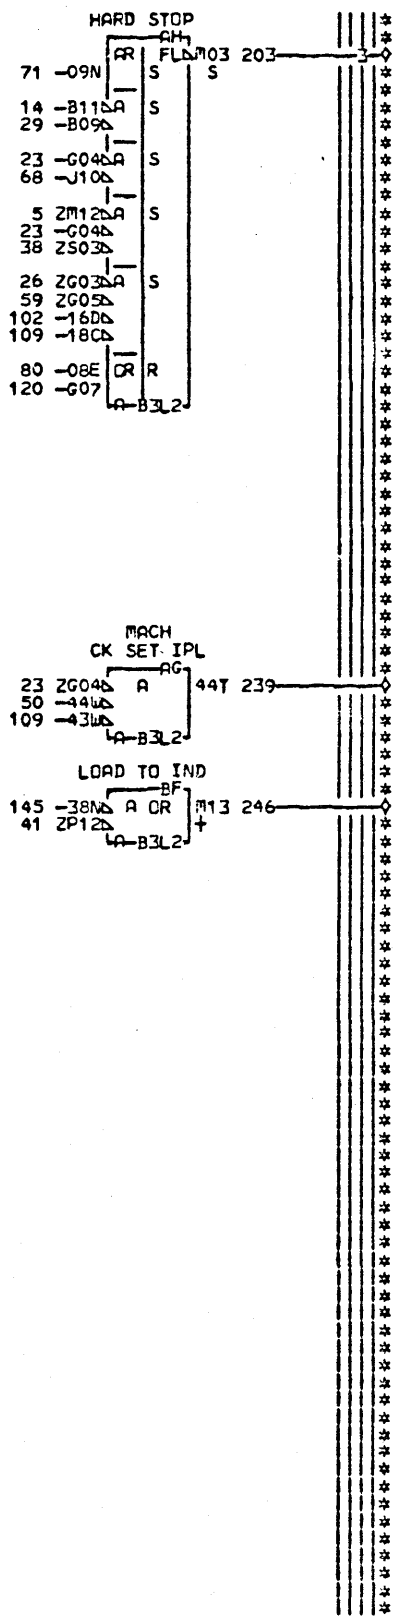 HARD STOP
AH
AR FL M03 203 3
71 -09N S S
14 -B11 A S
29 -B09
23 -G04 A S
68 -J10
5 ZM12 A S
23 -G04
38 ZS03
26 ZG03 A S
59 ZG05
102 -16D
109 -18C
80 -08E OR R
120 -G07
A-B3L2
MACH
CK SET IPL
AG
23 ZG04 A 44T 239
50 -44W
109 -43W
A-B3L2
LOAD TO IND
BF
145 -38N A OR M13 246
41 ZP12 +
A-B3L2